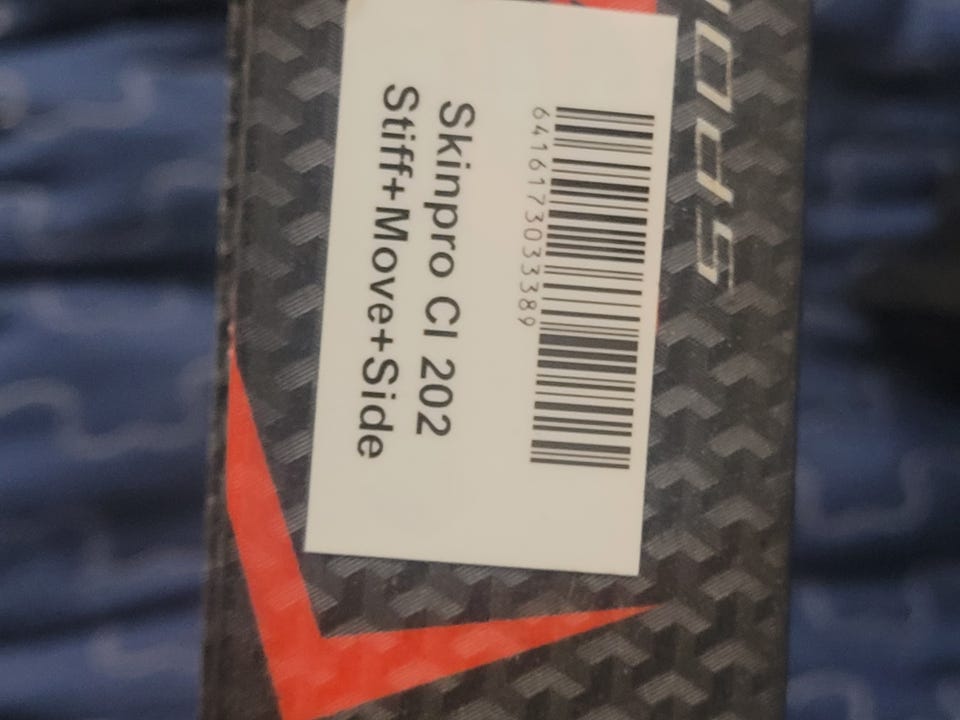 6416173033389
Skinpro CI 202
Stiff+Move+Side